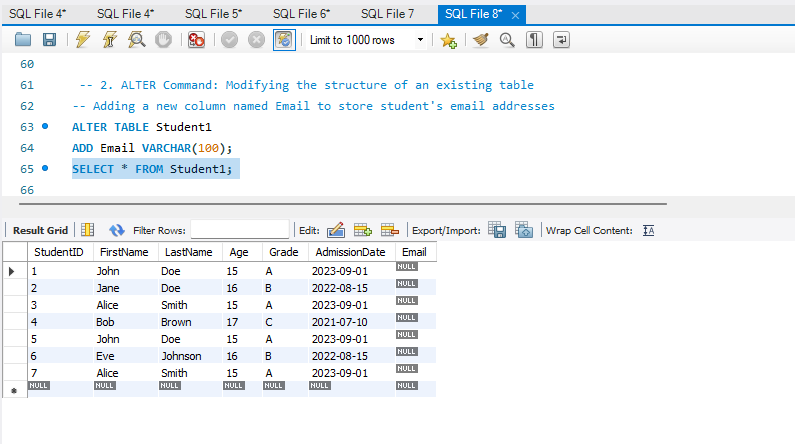 SQL File 4* SQL File 4* SQL File 5* SQL File 6* SQL File 7 SQL File 8* ×
Limit to 1000 rows
60
61 -- 2. ALTER Command: Modifying the structure of an existing table
62 -- Adding a new column named Email to store student's email addresses
63 ALTER TABLE Student1
64 ADD Email VARCHAR(100);
65 SELECT * FROM Student1;
66
Result Grid Filter Rows: Edit: Export/Import: Wrap Cell Content: IA
StudentID FirstName LastName Age Grade AdmissionDate Email
1 John Doe 15 A 2023-09-01 NULL
2 Jane Doe 16 B 2022-08-15 NULL
3 Alice Smith 15 A 2023-09-01 NULL
4 Bob Brown 17 C 2021-07-10 NULL
5 John Doe 15 A 2023-09-01 NULL
6 Eve Johnson 16 B 2022-08-15 NULL
7 Alice Smith 15 A 2023-09-01 NULL
NULL NULL NULL NULL NULL NULL NULL